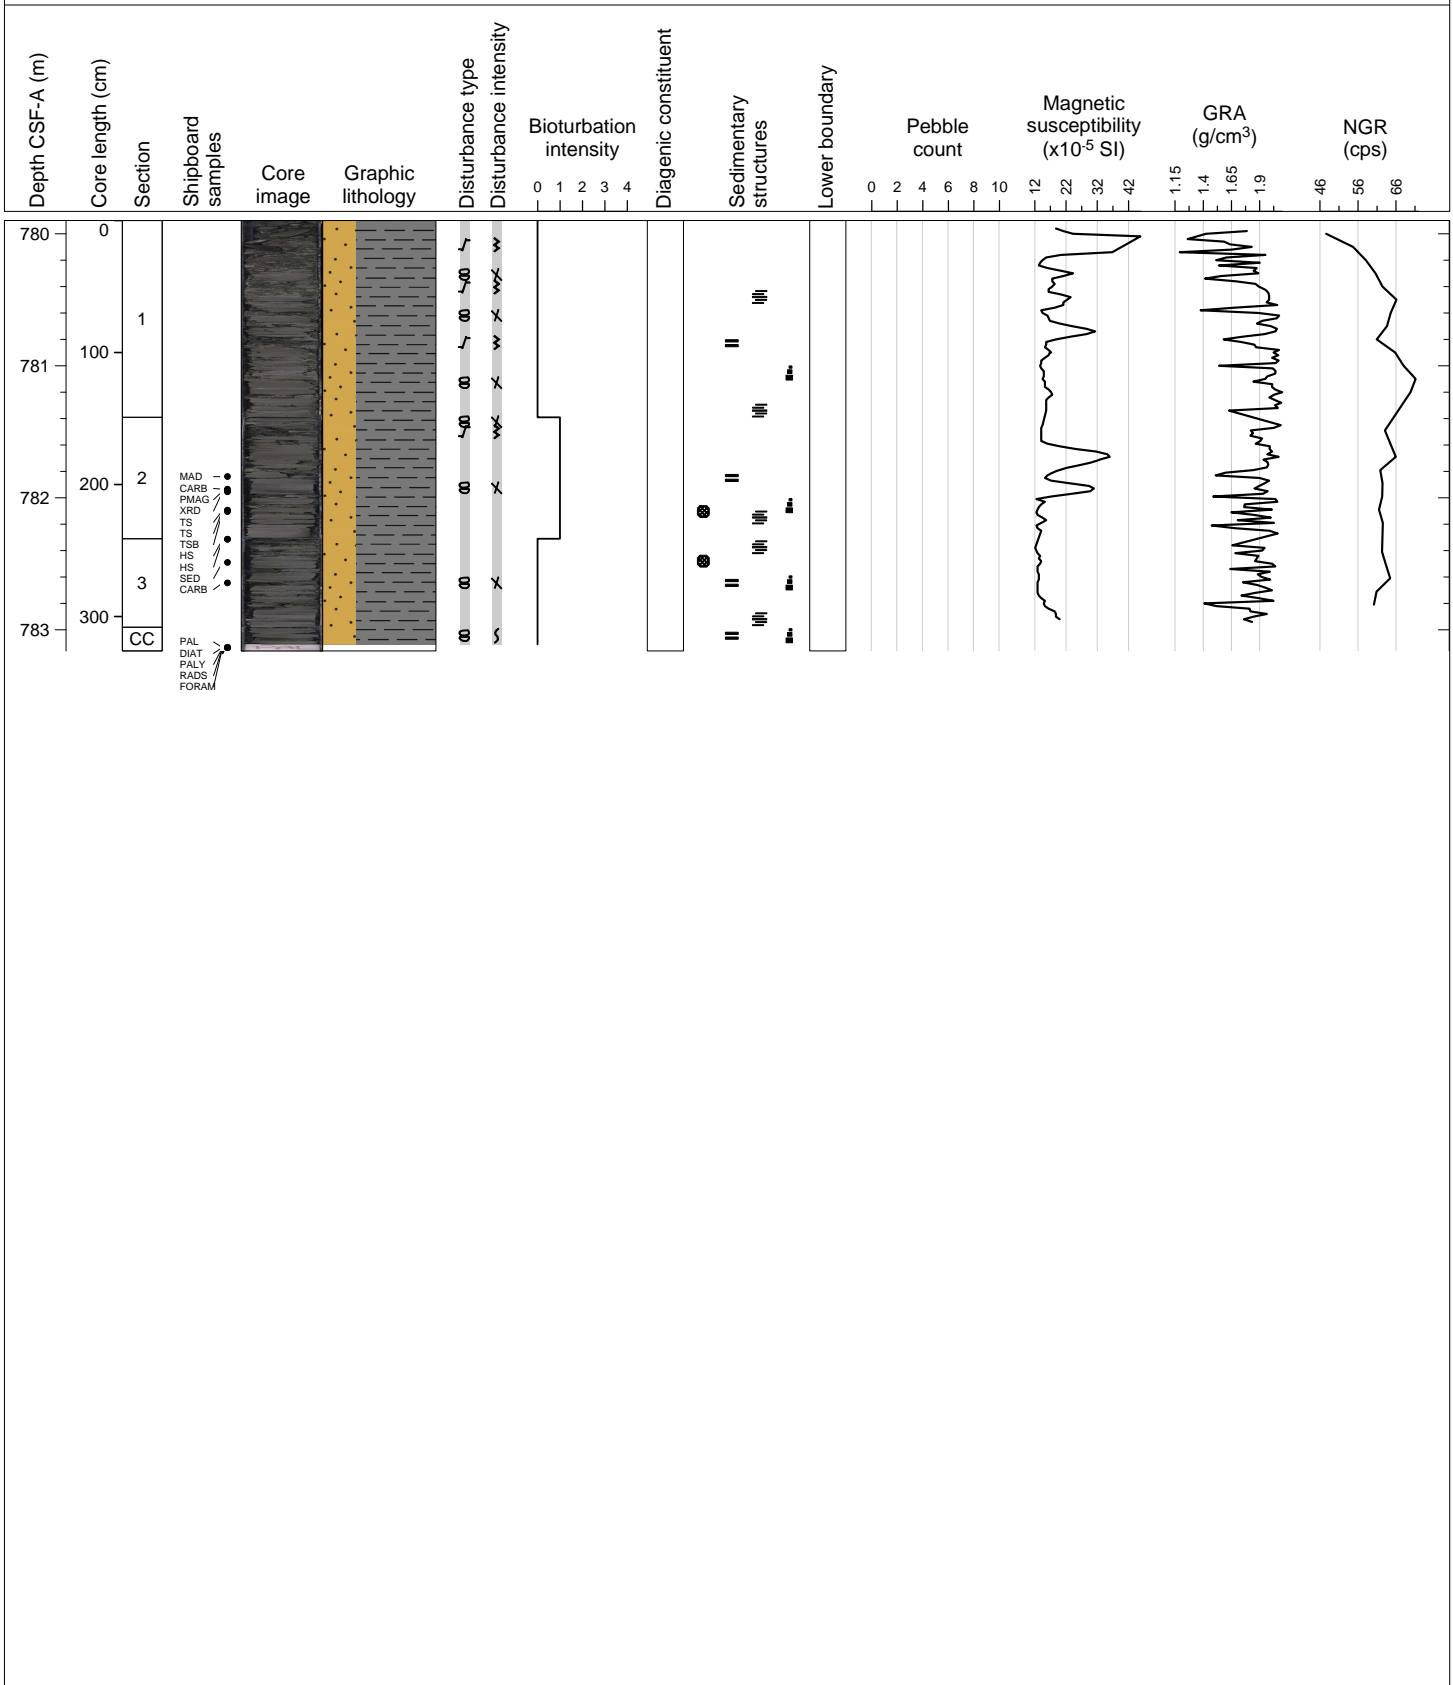 Depth CSF-A (m)
Core length (cm)
Section
Shipboard
samples
Core
image
Graphic
lithology
Disturbance type
Disturbance intensity
Bioturbation
intensity
0 1 2 3 4
Diagenic constituent
Sedimentary
structures
Lower boundary
Pebble
count
0 2 4 6 8 10
Magnetic
susceptibility
(x10-5 SI)
12 22 32 42
GRA
(g/cm3)
1.15 1.4 1.65 1.9
NGR
(cps)
46 56 66
780
781
782
783
0
100
200
300
1
2
3
CC
MAD
CARB
PMAG
XRD
TS
TS
TSB
HS
HS
SED
CARB
PAL
DIAT
PALY
RADS
FORAM